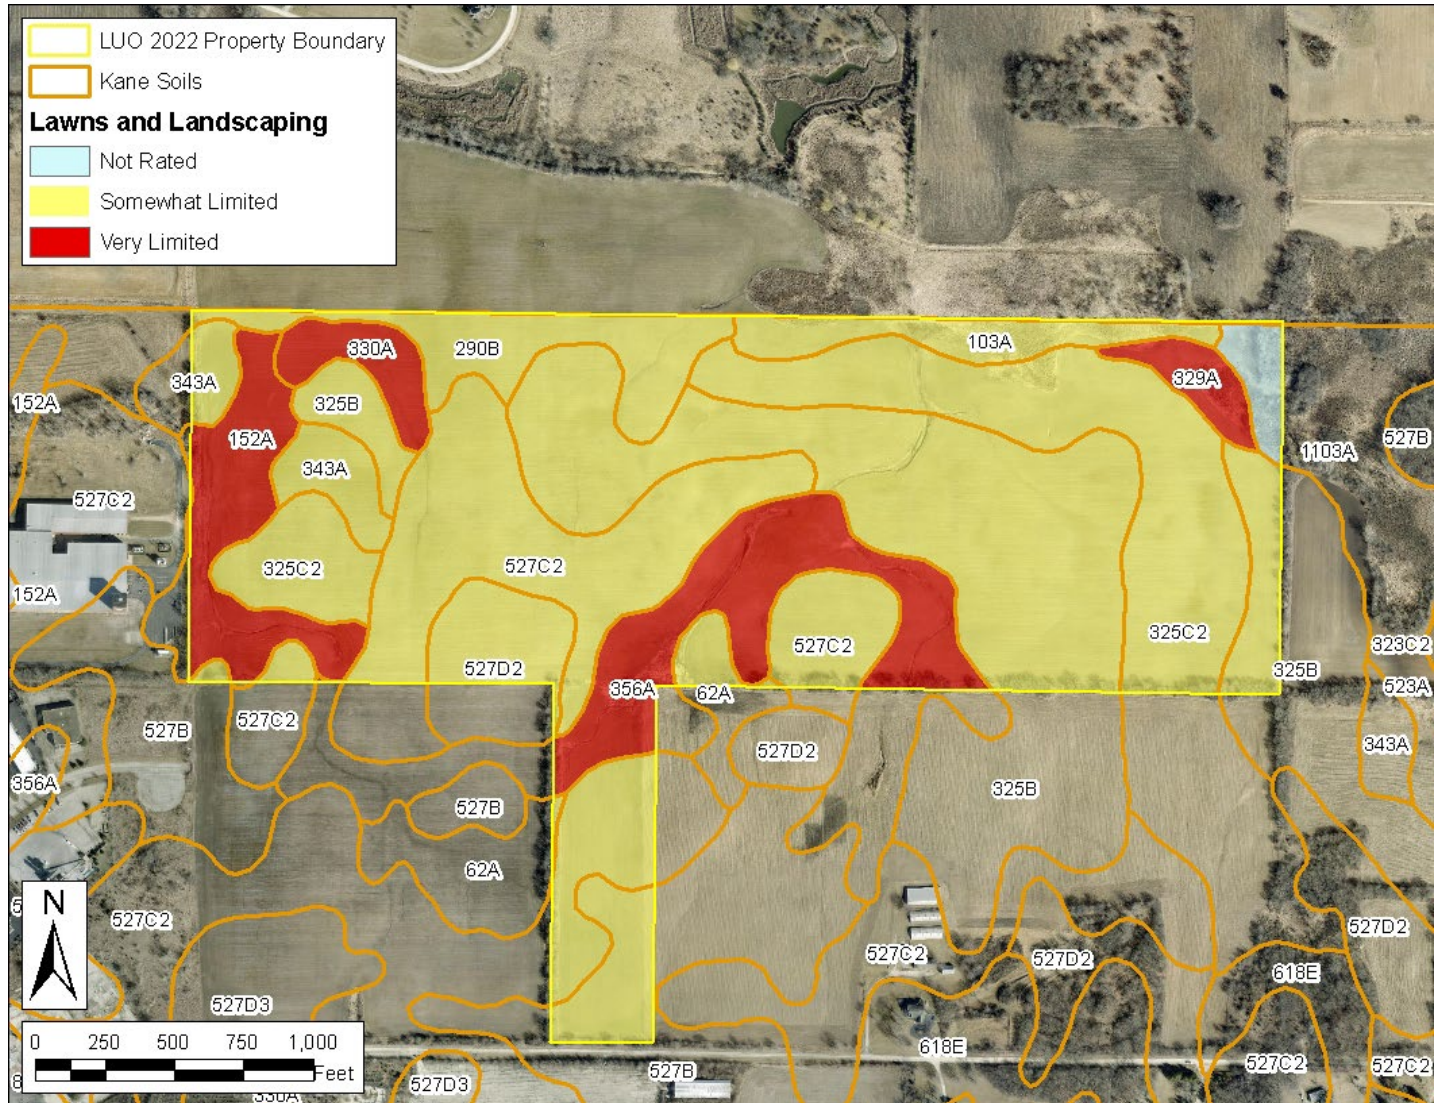 LUO 2022 Property Boundary
Kane Soils
Lawns and Landscaping
Not Rated
Somewhat Limited
Very Limited
330A
290B
103A
343A
329A
152A
325B
152A
527B
1103A
343A
527C2
325C2
527C2
152A
325C2
527C2
323C2
527D2
325B
356A
62A
523A
527C2
527B
343A
527D2
356A
325B
527B
62A
N
527C2
527D2
527C2
527D2
618E
527D3
0 250 500 750 1,000
Feet
618E
527C2
527C2
527B
527D3
330A